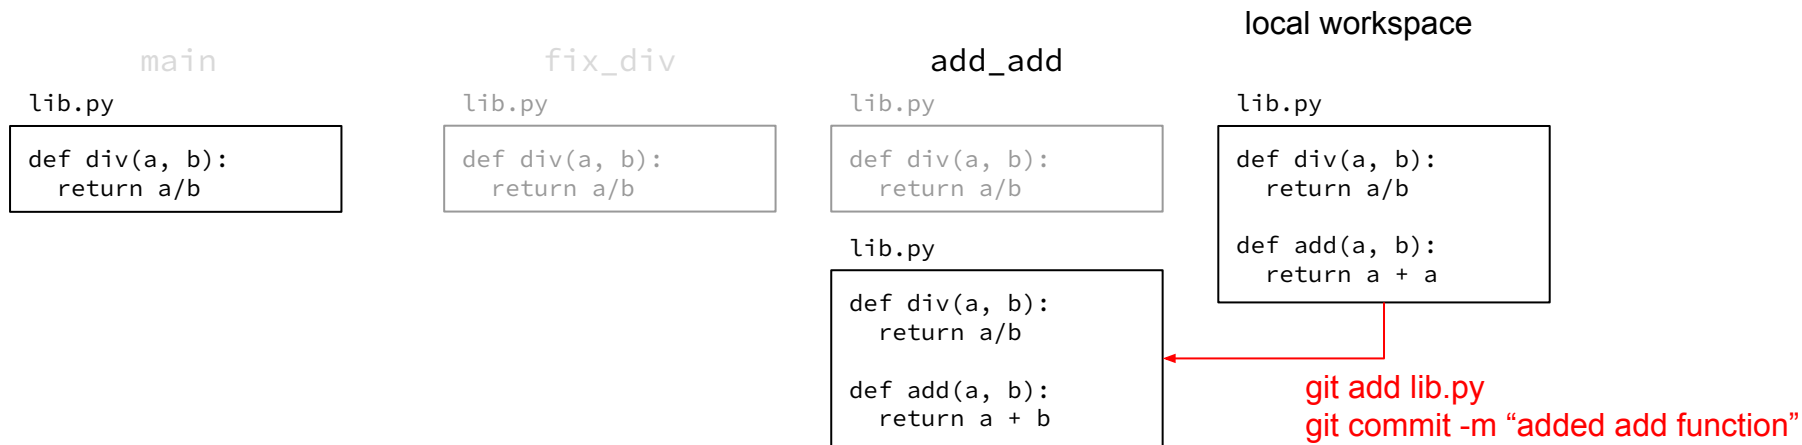 local workspace
main
fix_div
add_add
lib.py
def div(a, b):
  return a/b
lib.py
def div(a, b):
  return a/b
lib.py
def div(a, b):
  return a/b
lib.py
def div(a, b):
  return a/b

def add(a, b):
  return a + b
lib.py
def div(a, b):
  return a/b

def add(a, b):
  return a + a
git add lib.py
git commit -m “added add function”